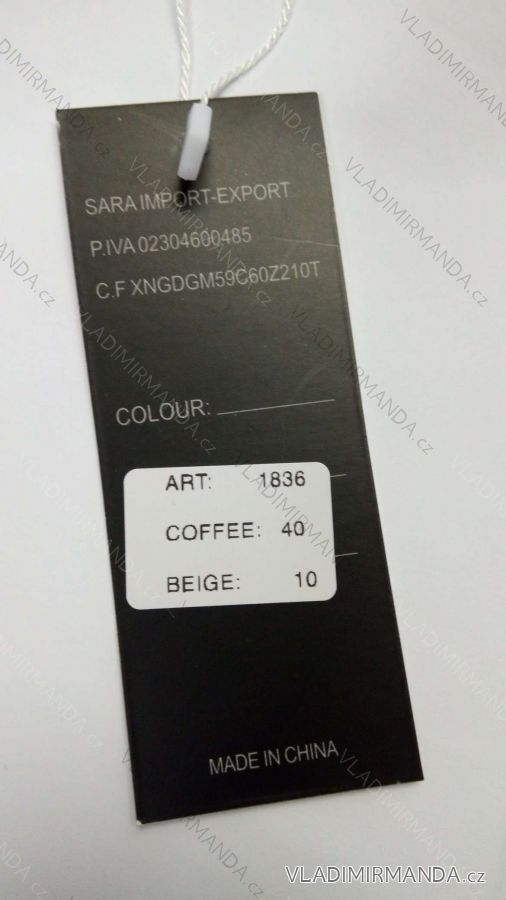 SARA IMPORT-EXPORT
P.IVA 02304600485
C.F XNGDGM59C60Z210T
COLOUR:
ART: 1836
COFFEE: 40
BEIGE: 10
MADE IN CHINA
VLADIMIRMANDA.cz